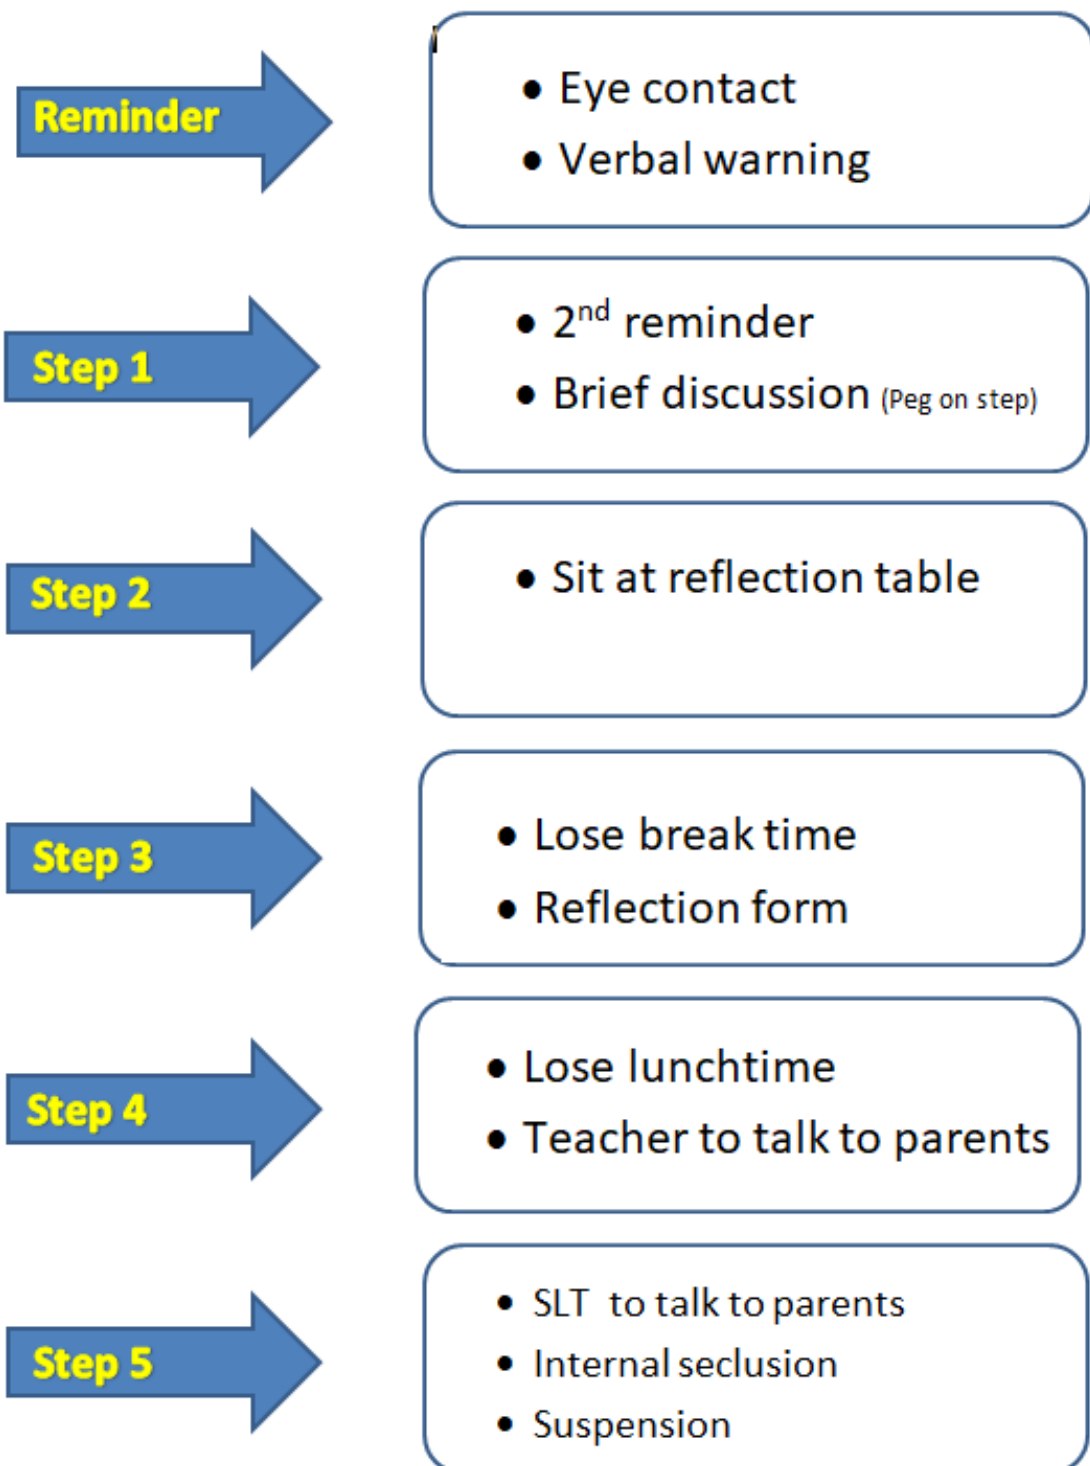 Reminder
• Eye contact
• Verbal warning
Step 1
• 2nd reminder
• Brief discussion (Peg on step)
Step 2
• Sit at reflection table
Step 3
• Lose break time
• Reflection form
Step 4
• Lose lunchtime
• Teacher to talk to parents
Step 5
• SLT to talk to parents
• Internal seclusion
• Suspension